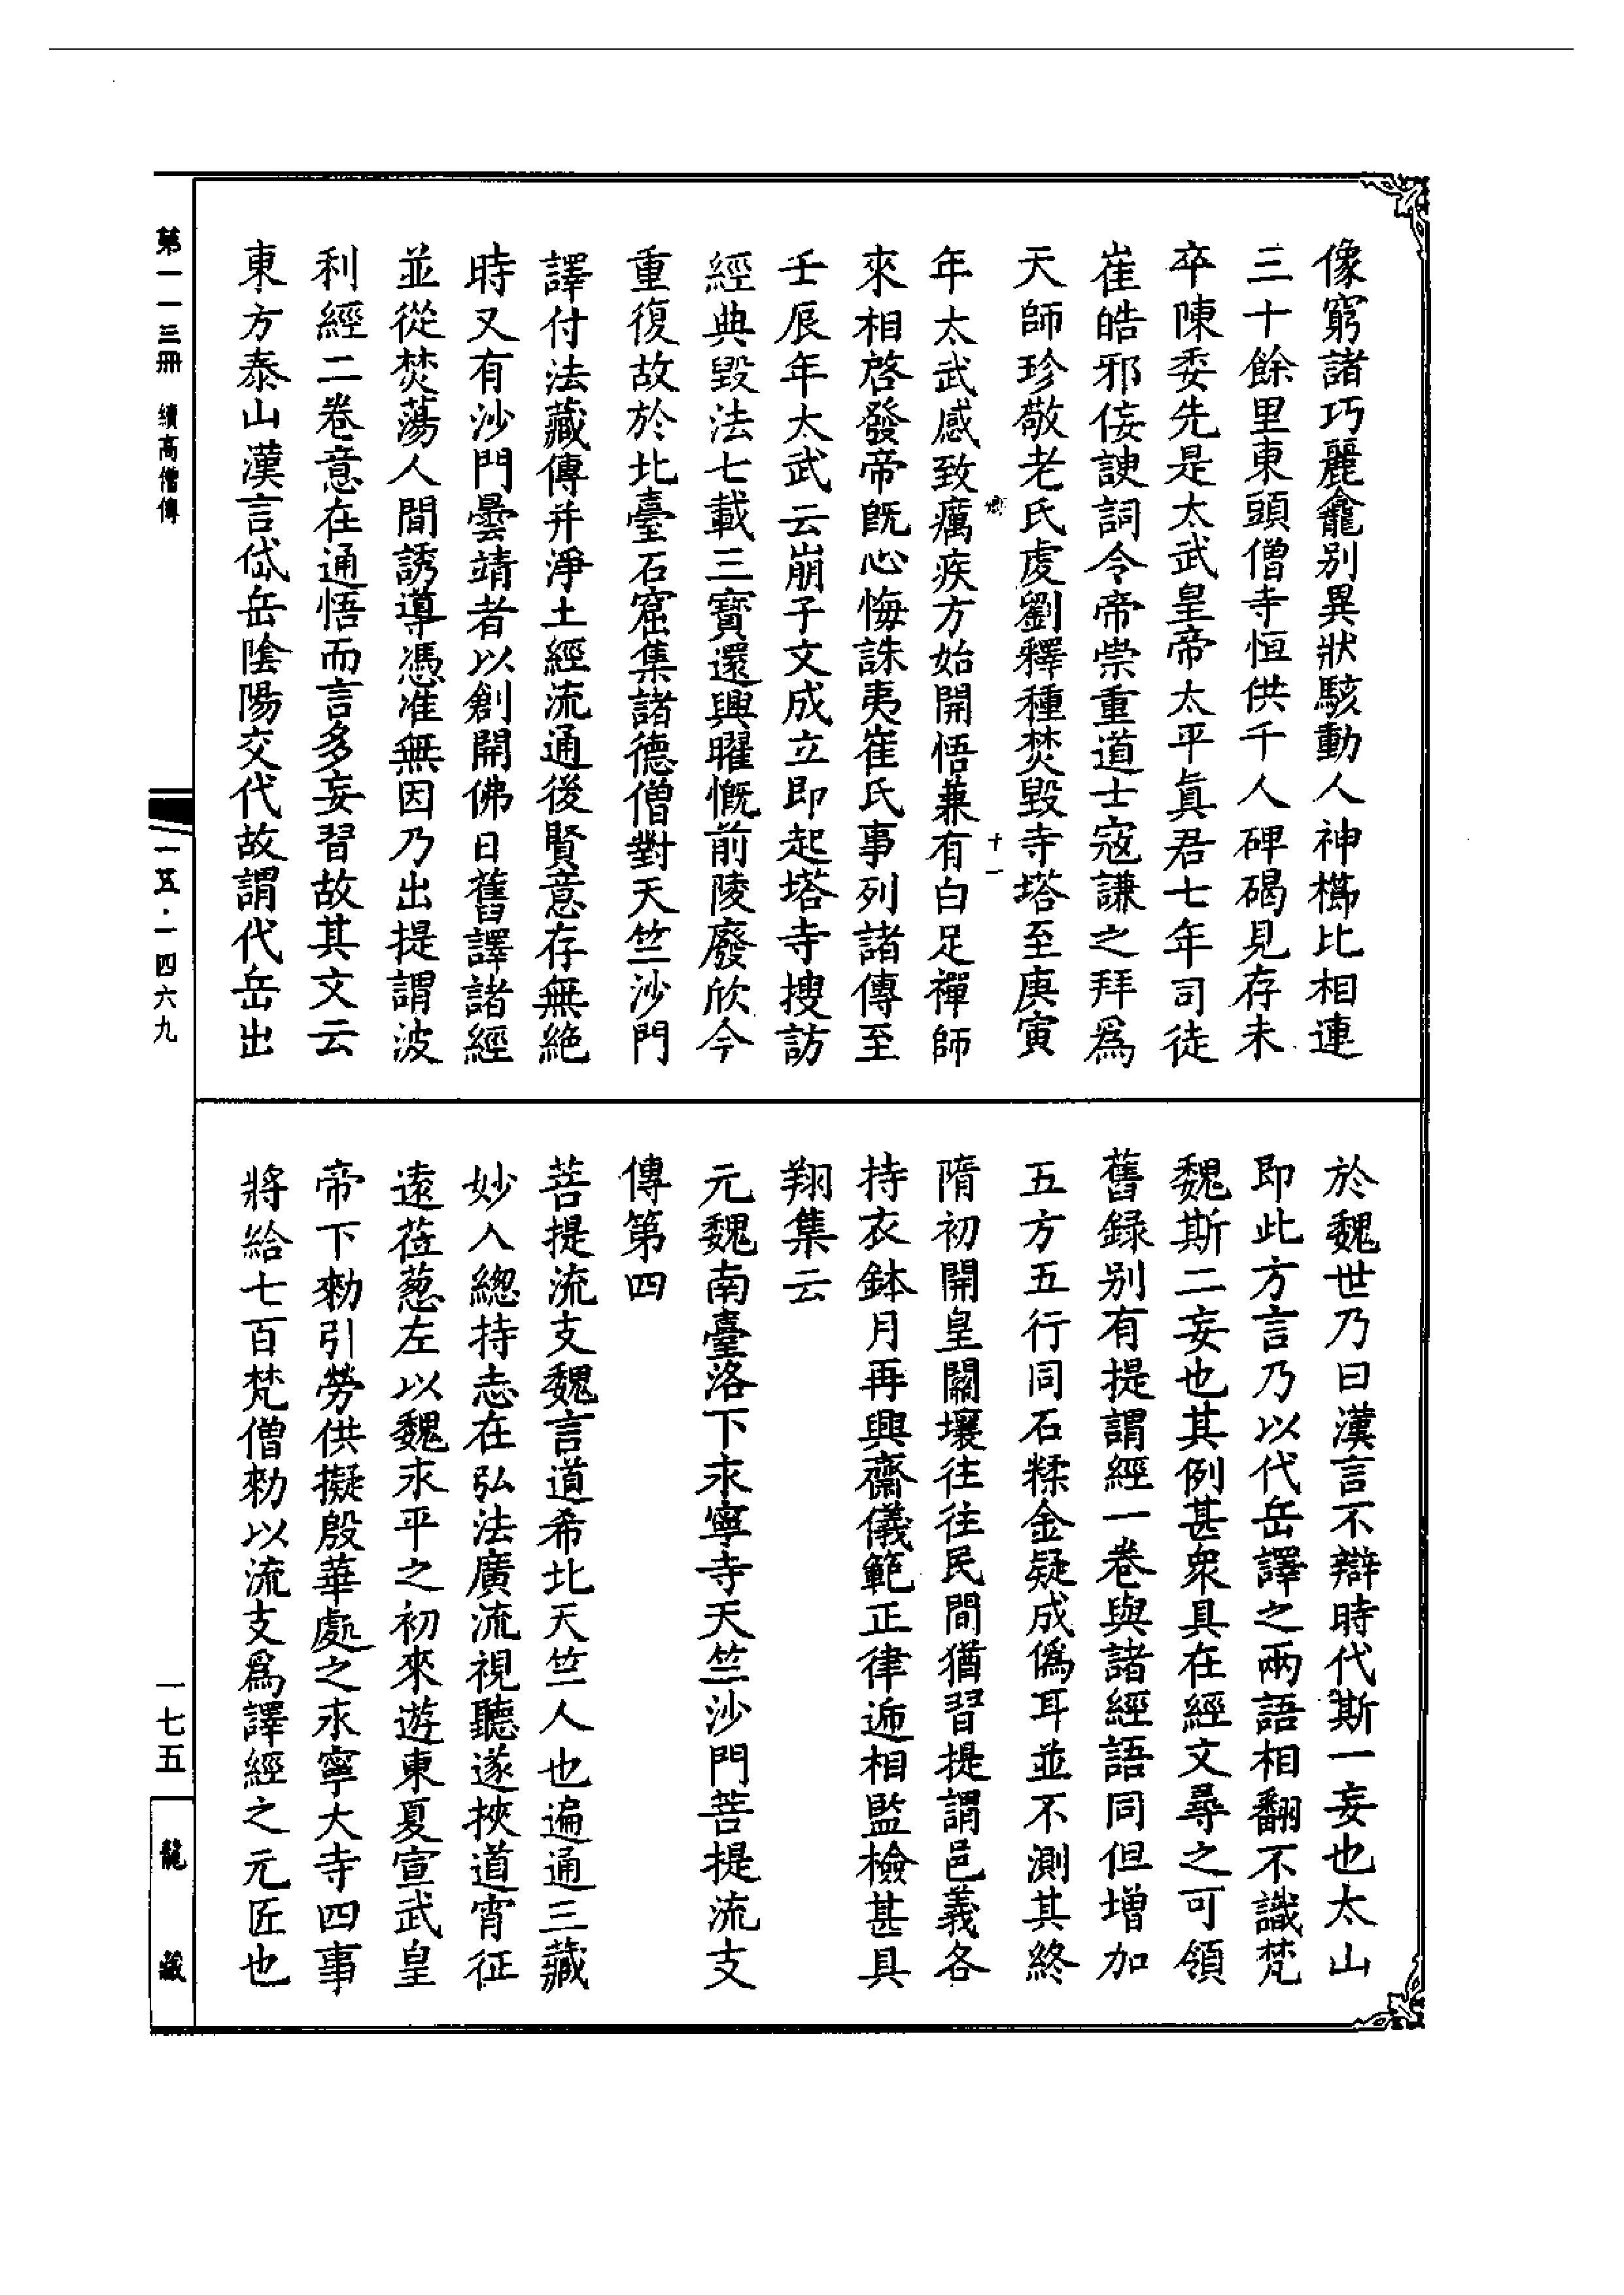 像窮諸巧麗龕别異狀駭動人神櫛比相連
三十餘里東頭僧寺恒供千人碑碣見存未
卒陳委先是太武皇帝太平眞君七年司徒
崔皓邪佞諛詞令帝崇重道士寇謙之拜爲
天師珍敬老氏虔劉釋種焚毀寺塔至庚寅
十一
年太武感致癘疾方始開悟兼有白足禪師
來相啓發帝旣心悔誅夷崔氏事列諸傳至
壬辰年太武云崩子文成立即起塔寺搜訪
經典毀法七載三寶還興曜慨前陵廢欣今
重復故於北臺石窟集諸德僧對天竺沙門
譯付法藏傳并淨土經流通後賢意存無絶
時又有沙門曇靖者以創開佛日舊譯諸經
並從焚蕩人間誘導憑准無因乃出提謂波
利經二卷意在通悟而言多妄習故其文云
東方泰山漢言岱岳陰陽交代故謂代岳出
於魏世乃曰漢言不辯時代斯一妄也太山
即此方言乃以代岳譯之兩語相翻不識梵
魏斯二妄也其例甚衆具在經文尋之可領
舊録别有提謂經一卷與諸經語同但增加
五方五行同石糅金疑成僞耳並不測其終
隋初開皇關壤往往民間猶習提謂邑義各
持衣鉢月再興齋儀範正律遞相監檢甚具
翔集云
元魏南臺洛下永寧寺天竺沙門菩提流支
傳第四
菩提流支魏言道希北天竺人也遍通三藏
妙入總持志在弘法廣流視聽遂挾道宵征
遠莅葱左以魏永平之初來遊東夏宣武皇
帝下勑引勞供擬殷華處之永寧大寺四事
將給七百梵僧勑以流支爲譯經之元匠也
第一一三冊 續高僧傳
一五·一四六九
一七五
龍藏